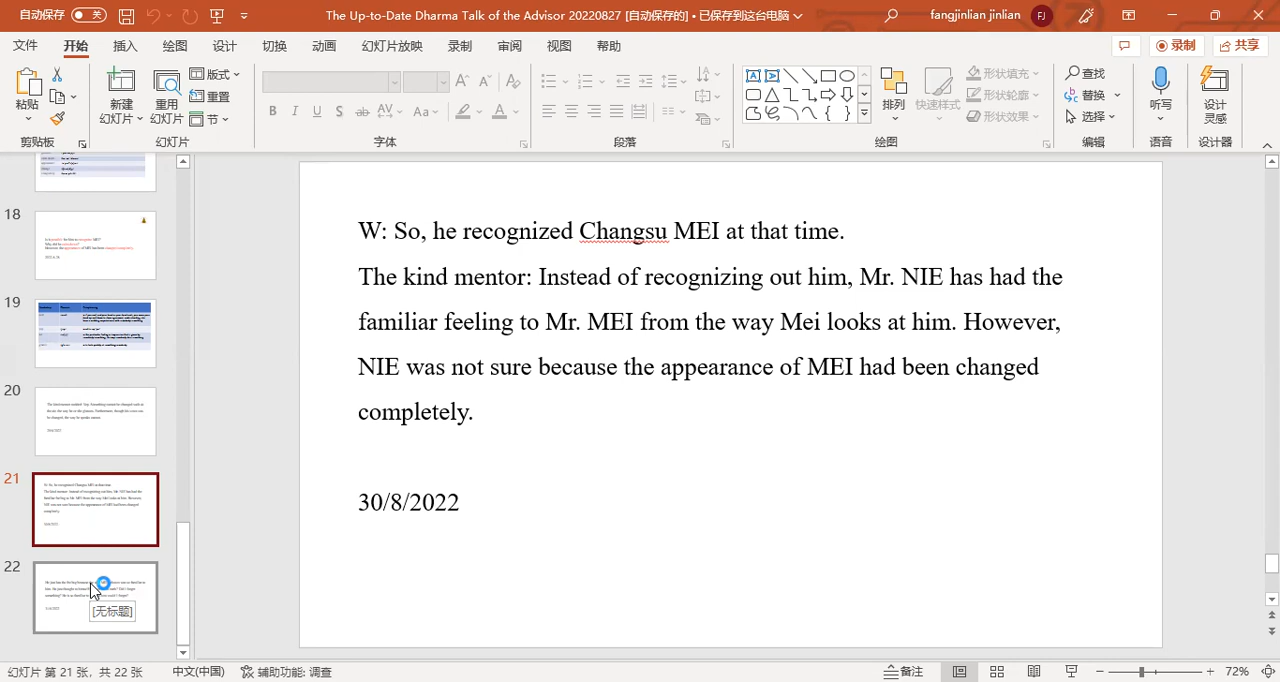 自动保存 关 The Up-to-Date Dharma Talk of the Advisor 20220827 [自动保存的] • 已保存到这台电脑 fangjinlian jinlian FJ
文件 开始 插入 绘图 设计 切换 动画 幻灯片放映 录制 审阅 视图 帮助 录制 共享
粘贴 新建 幻灯片 重用 幻灯片 版式 重置 节 B I U S ab AV Aa A 排列 快速样式 形状填充 形状轮廓 形状效果 查找 替换 选择 听写 设计 灵感
剪贴板 幻灯片 字体 段落 绘图 编辑 语音 设计器
18
19
20
21
22
[无标题]
W: So, he recognized Changsu MEI at that time.
The kind mentor: Instead of recognizing out him, Mr. NIE has had the
familiar feeling to Mr. MEI from the way Mei looks at him. However,
NIE was not sure because the appearance of MEI had been changed
completely.
30/8/2022
幻灯片 第 21 张，共 22 张 中文(中国) 辅助功能: 调查 备注 72%